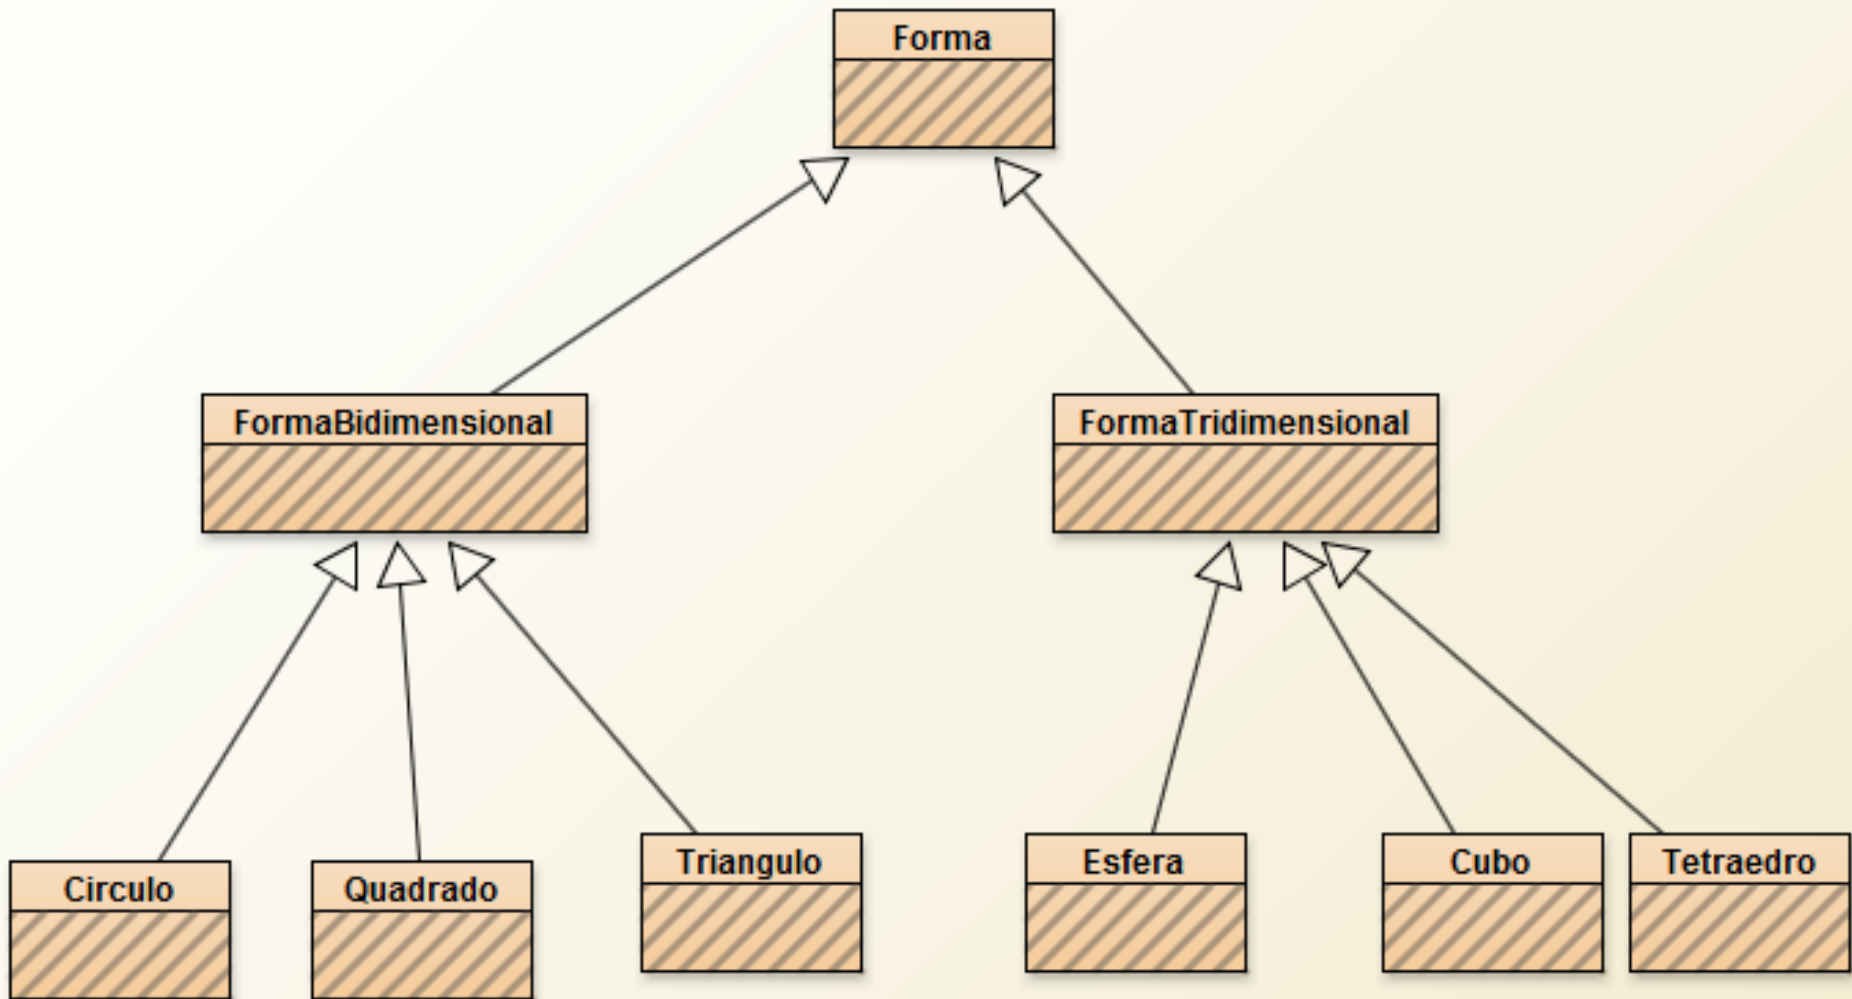 Forma
FormaBidimensional
FormaTridimensional
Circulo
Quadrado
Triangulo
Esfera
Cubo
Tetraedro